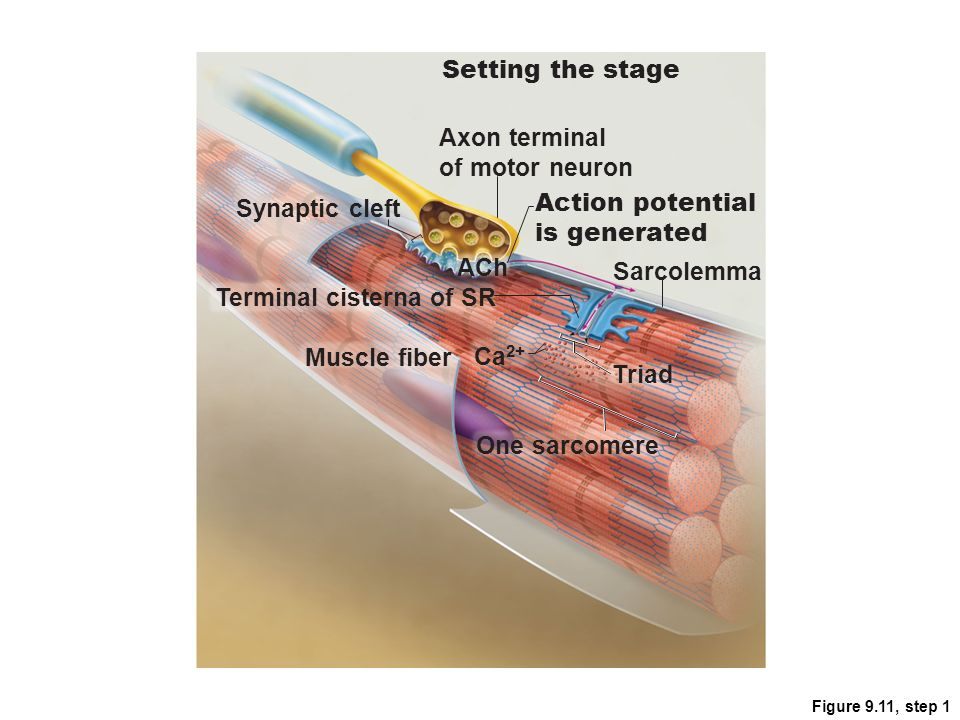 Setting the stage
Axon terminal
of motor neuron
Synaptic cleft
Action potential
is generated
ACh
Sarcolemma
Terminal cisterna of SR
Muscle fiber
Ca2+
Triad
One sarcomere
Figure 9.11, step 1